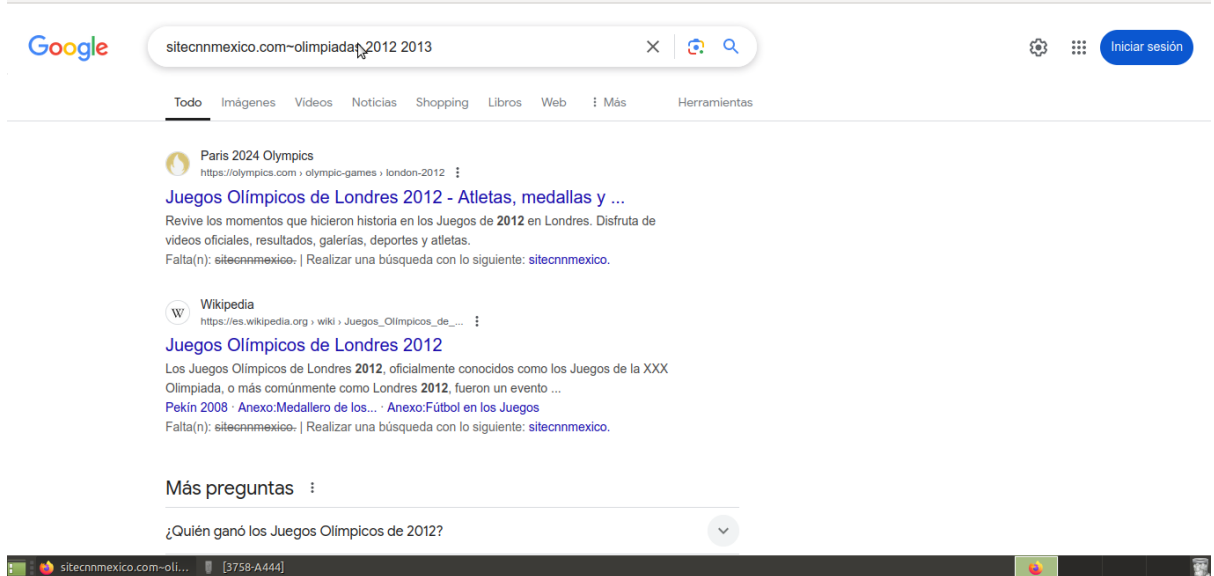 Google
sitecnnmexico.com~olimpiadas 2012 2013
Iniciar sesión
Todo Imágenes Videos Noticias Shopping Libros Web Más Herramientas
Paris 2024 Olympics
https://olympics.com › olympic-games › london-2012
Juegos Olímpicos de Londres 2012 - Atletas, medallas y ...
Revive los momentos que hicieron historia en los Juegos de 2012 en Londres. Disfruta de
videos oficiales, resultados, galerías, deportes y atletas.
Falta(n): sitecnnmexico. | Realizar una búsqueda con lo siguiente: sitecnnmexico.
W
Wikipedia
https://es.wikipedia.org › wiki › Juegos_Olímpicos_de_...
Juegos Olímpicos de Londres 2012
Los Juegos Olímpicos de Londres 2012, oficialmente conocidos como los Juegos de la XXX
Olimpiada, o más comúnmente como Londres 2012, fueron un evento ...
Pekín 2008 · Anexo:Medallero de los... · Anexo:Fútbol en los Juegos
Falta(n): sitecnnmexico. | Realizar una búsqueda con lo siguiente: sitecnnmexico.
Más preguntas
¿Quién ganó los Juegos Olímpicos de 2012?
sitecnnmexico.com~oli... [3758-A444]